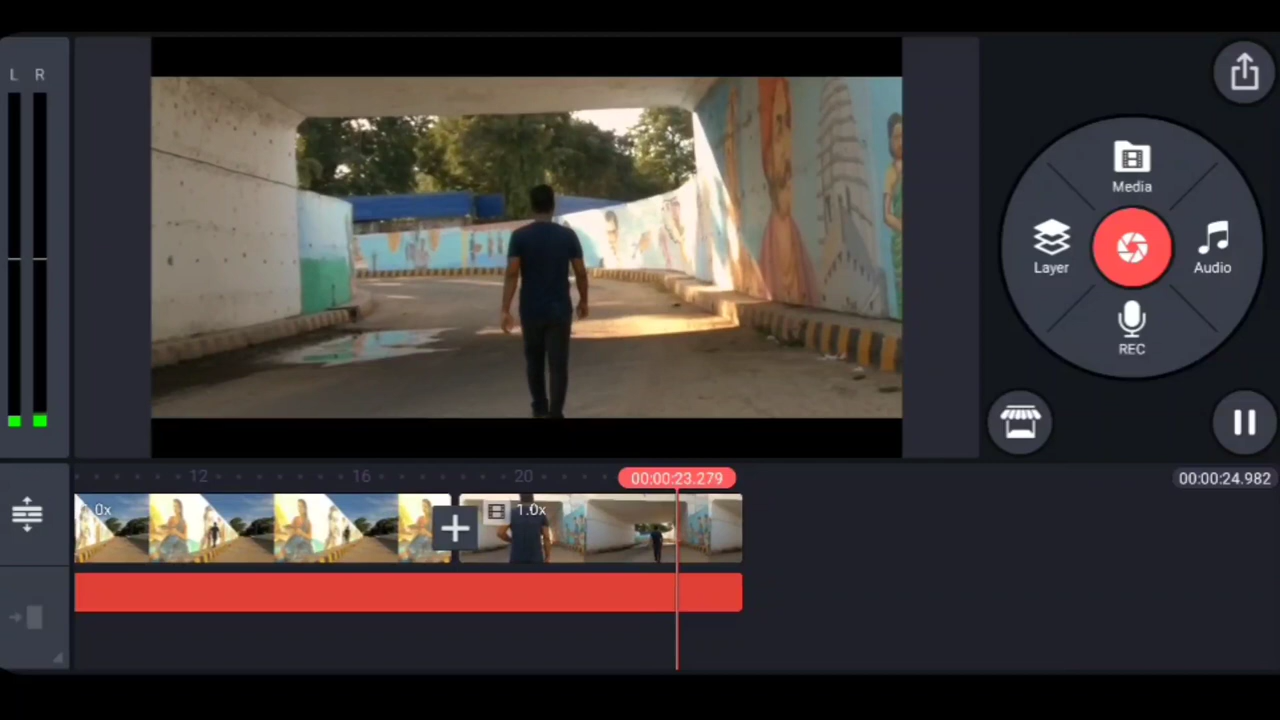 L R
Media
Layer
Audio
REC
12 16 20 00:00:23.279 00:00:24.982
0x 1.0x